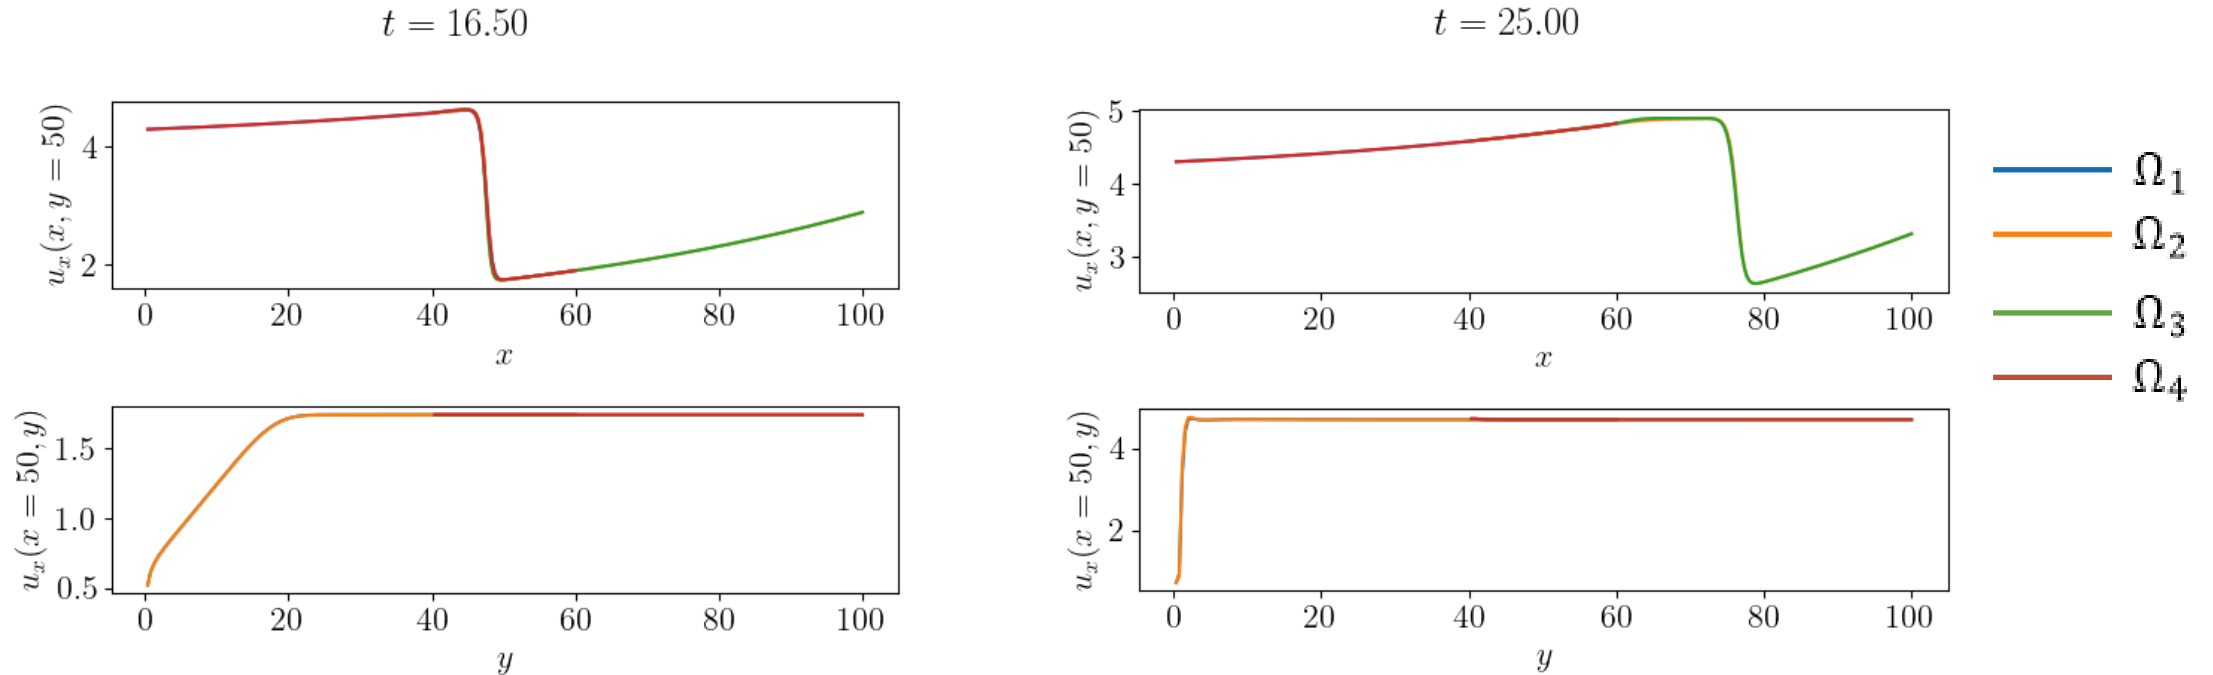 t = 16.50
t = 25.00
u_x(x, y = 50)
4
2
0 20 40 60 80 100
x
u_x(x, y = 50)
5
4
3
0 20 40 60 80 100
x
u_x(x = 50, y)
1.5
1.0
0.5
0 20 40 60 80 100
y
u_x(x = 50, y)
4
2
0 20 40 60 80 100
y
Ω_1
Ω_2
Ω_3
Ω_4